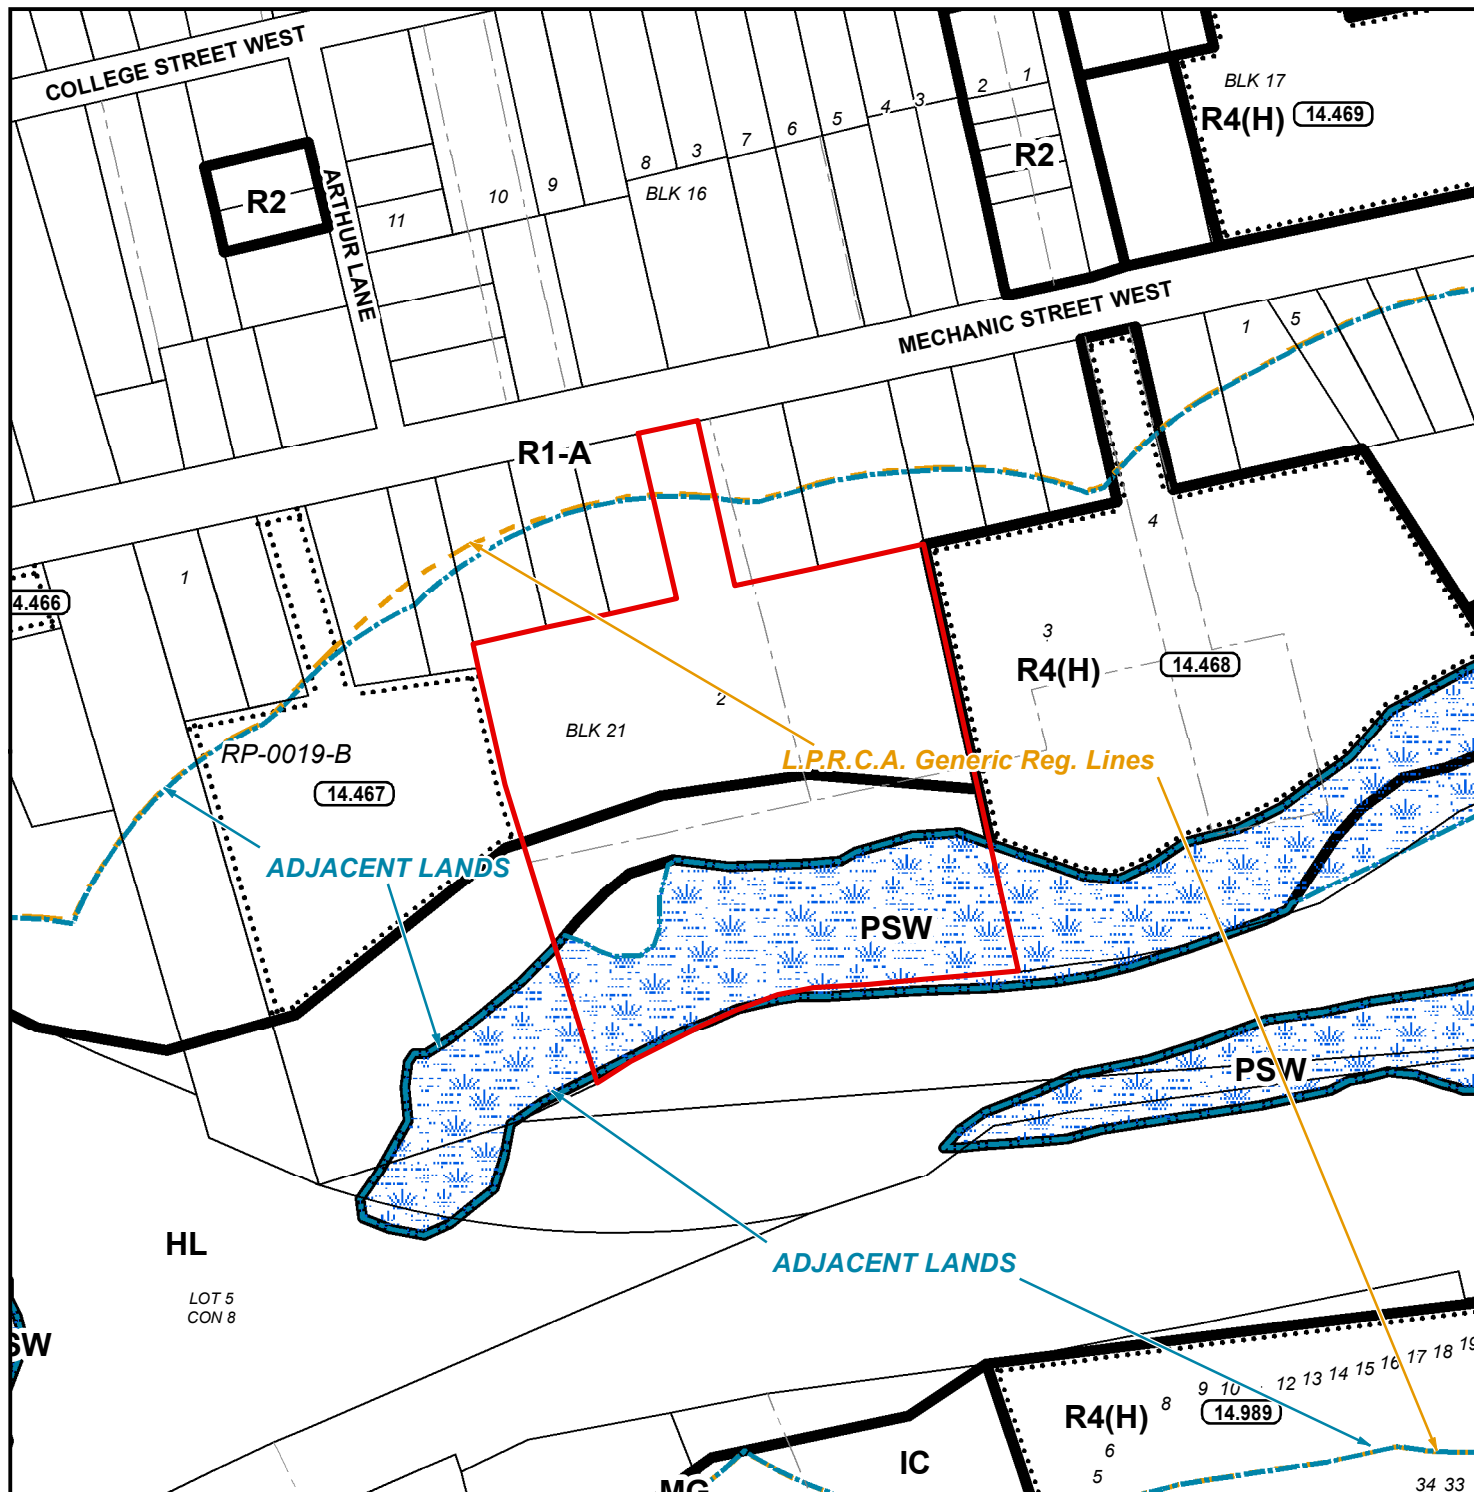 COLLEGE STREET WEST
BLK 17
R4(H) 14.469
1
2
3
4
5
6
7
3
8
R2
BLK 16
R2
ARTHUR LANE
9
10
11
MECHANIC STREET WEST
1
5
R1-A
4
1
4.466
3
R4(H)
14.468
2
BLK 21
RP-0019-B
L.P.R.C.A. Generic Reg. Lines
14.467
ADJACENT LANDS
PSW
PSW
HL
ADJACENT LANDS
LOT 5
CON 8
SW
9 10 12 13 14 15 16 17 18 19
8
R4(H) 14.989
6
5
IC
MG
34 33